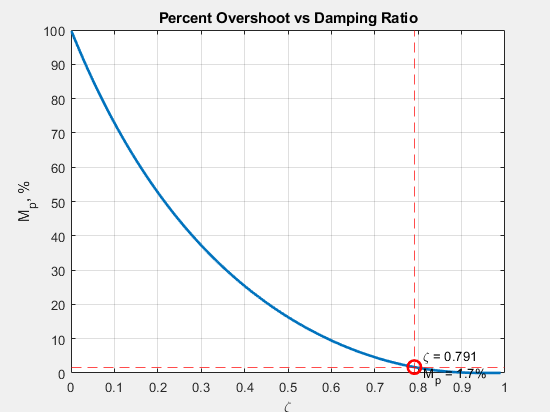 Percent Overshoot vs Damping Ratio
100
90
80
70
60
50
40
30
20
10
0
M_p, %
ζ = 0.791
M_p = 1.7%
0 0.1 0.2 0.3 0.4 0.5 0.6 0.7 0.8 0.9 1
ζ